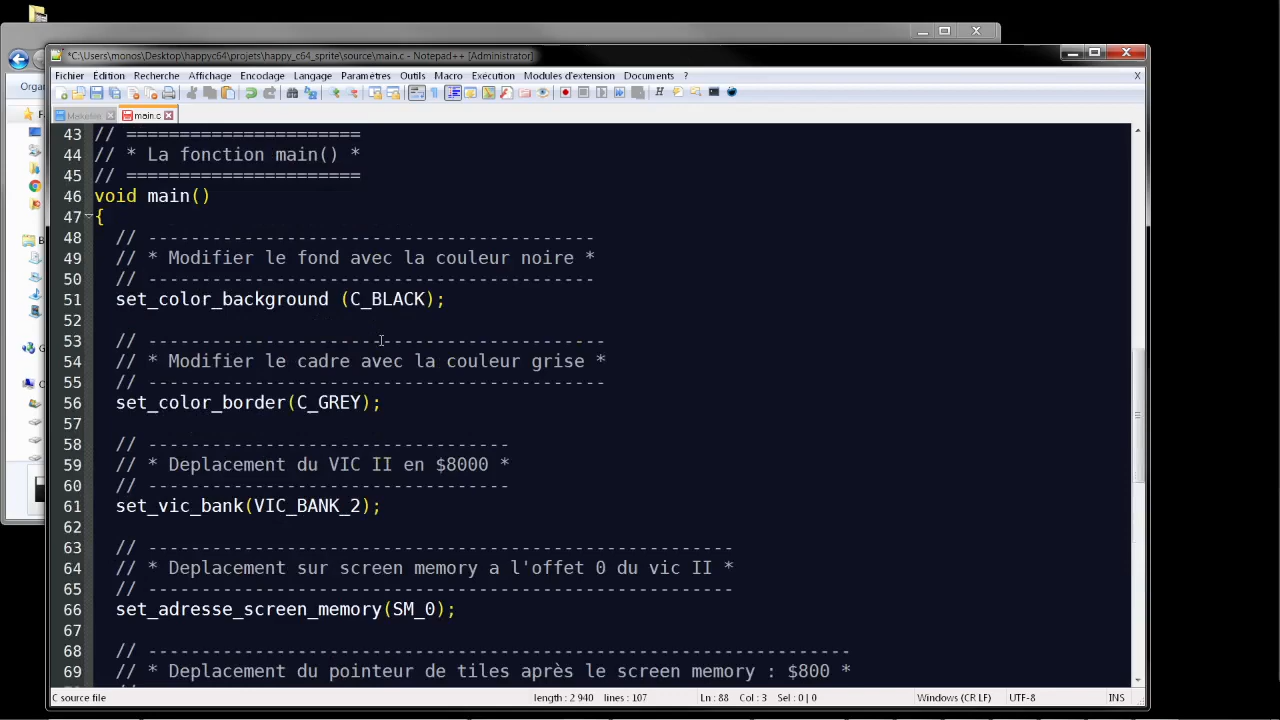 *C:\Users\monos\Desktop\happyc64\projets\happy_c64_sprite\source\main.c - Notepad++ [Administrator]
Fichier Édition Recherche Affichage Encodage Langage Paramètres Outils Macro Exécution Modules d'extension Documents ? X
Makefile main.c
43 // ======================
44 // * La fonction main() *
45 // ======================
46 void main()
47 {
48 // ------------------------------------------
49 // * Modifier le fond avec la couleur noire *
50 // ------------------------------------------
51 set_color_background (C_BLACK);
52
53 // -------------------------------------------
54 // * Modifier le cadre avec la couleur grise *
55 // -------------------------------------------
56 set_color_border(C_GREY);
57
58 // ----------------------------------
59 // * Deplacement du VIC II en $8000 *
60 // ----------------------------------
61 set_vic_bank(VIC_BANK_2);
62
63 // -------------------------------------------------------
64 // * Deplacement sur screen memory a l'offet 0 du vic II *
65 // -------------------------------------------------------
66 set_adresse_screen_memory(SM_0);
67
68 // ------------------------------------------------------------------
69 // * Deplacement du pointeur de tiles après le screen memory : $800 *
C source file length : 2 940 lines : 107 Ln : 88 Col : 3 Sel : 0 | 0 Windows (CR LF) UTF-8 INS